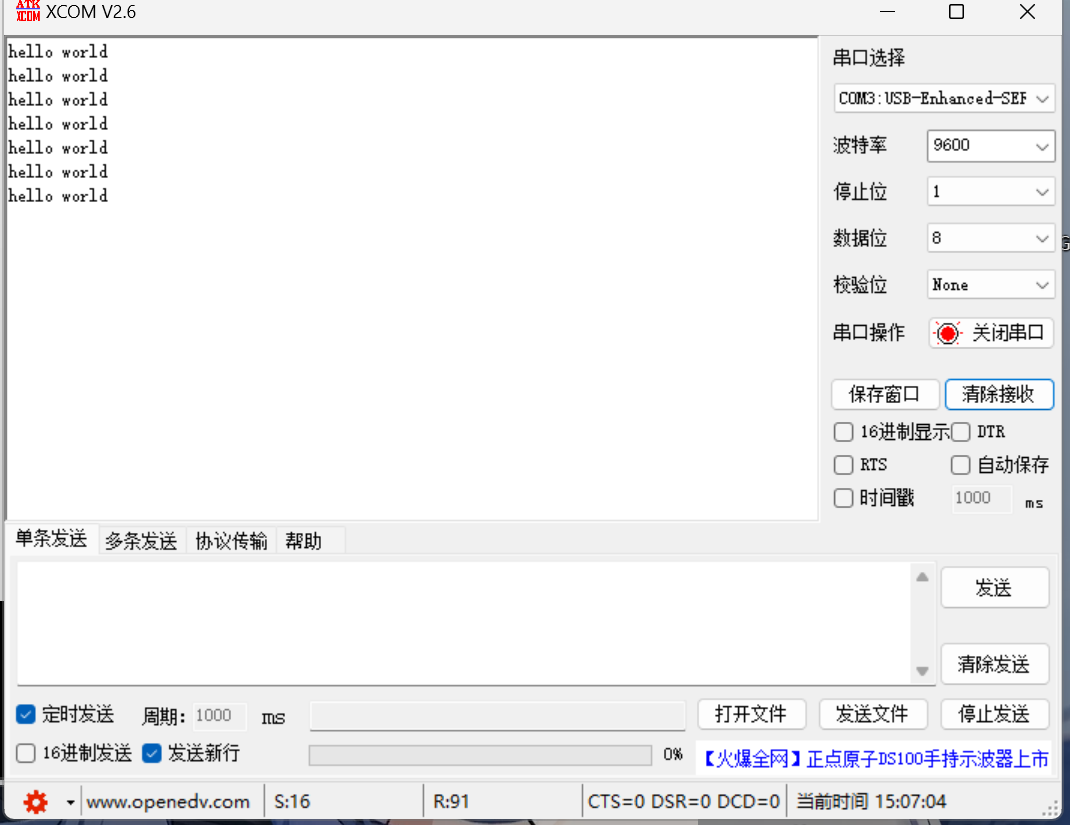 ATK
XCOM XCOM V2.6
hello world
hello world
hello world
hello world
hello world
hello world
hello world
串口选择
COM3:USB-Enhanced-SER
波特率 9600
停止位 1
数据位 8
校验位 None
串口操作 关闭串口
保存窗口 清除接收
16进制显示 DTR
RTS 自动保存
时间戳 1000 ms
单条发送 多条发送 协议传输 帮助
发送
清除发送
定时发送 周期: 1000 ms 打开文件 发送文件 停止发送
16进制发送 发送新行 0% 【火爆全网】正点原子DS100手持示波器上市
www.openedv.com S:16 R:91 CTS=0 DSR=0 DCD=0 当前时间 15:07:04